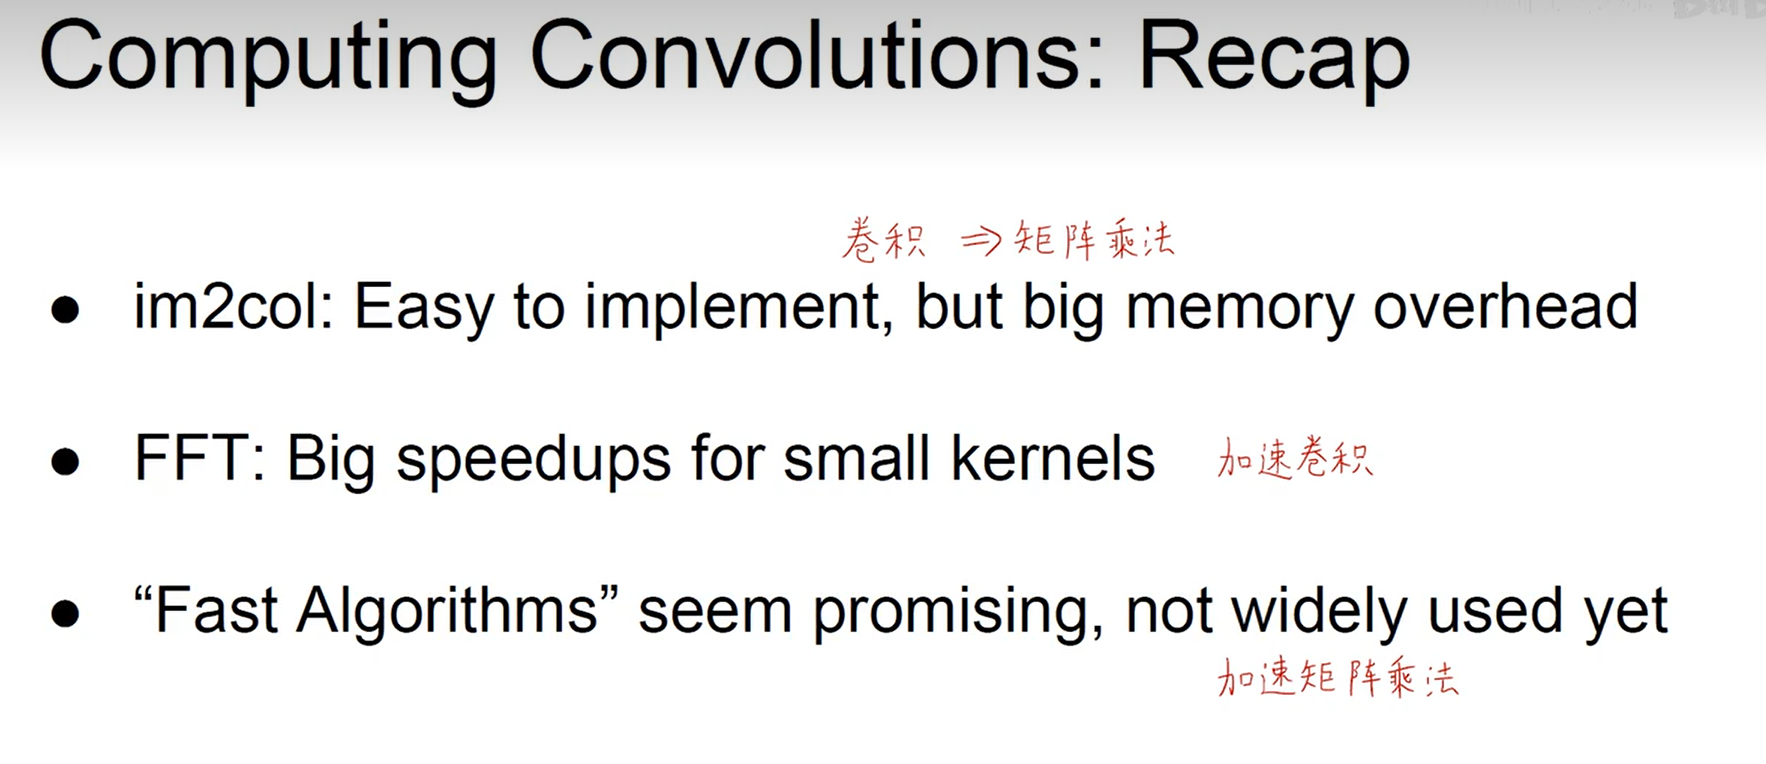 Computing Convolutions: Recap
卷积 ⇒ 矩阵乘法
● im2col: Easy to implement, but big memory overhead
● FFT: Big speedups for small kernels 加速卷积
● “Fast Algorithms” seem promising, not widely used yet
加速矩阵乘法